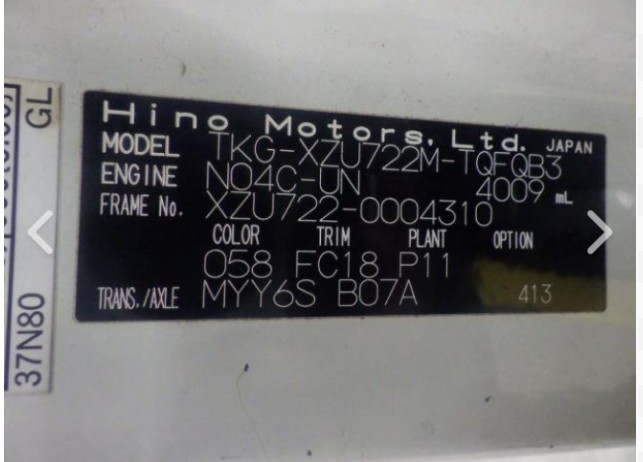 Hino Motors, Ltd. JAPAN
MODEL TKG-XZU722M-TQFQB3
ENGINE N04C-UN 4009 mL
FRAME No. XZU722-0004310
COLOR TRIM PLANT OPTION
058 FC18 P11
TRANS./AXLE MYY6S B07A 413
GL
37N80